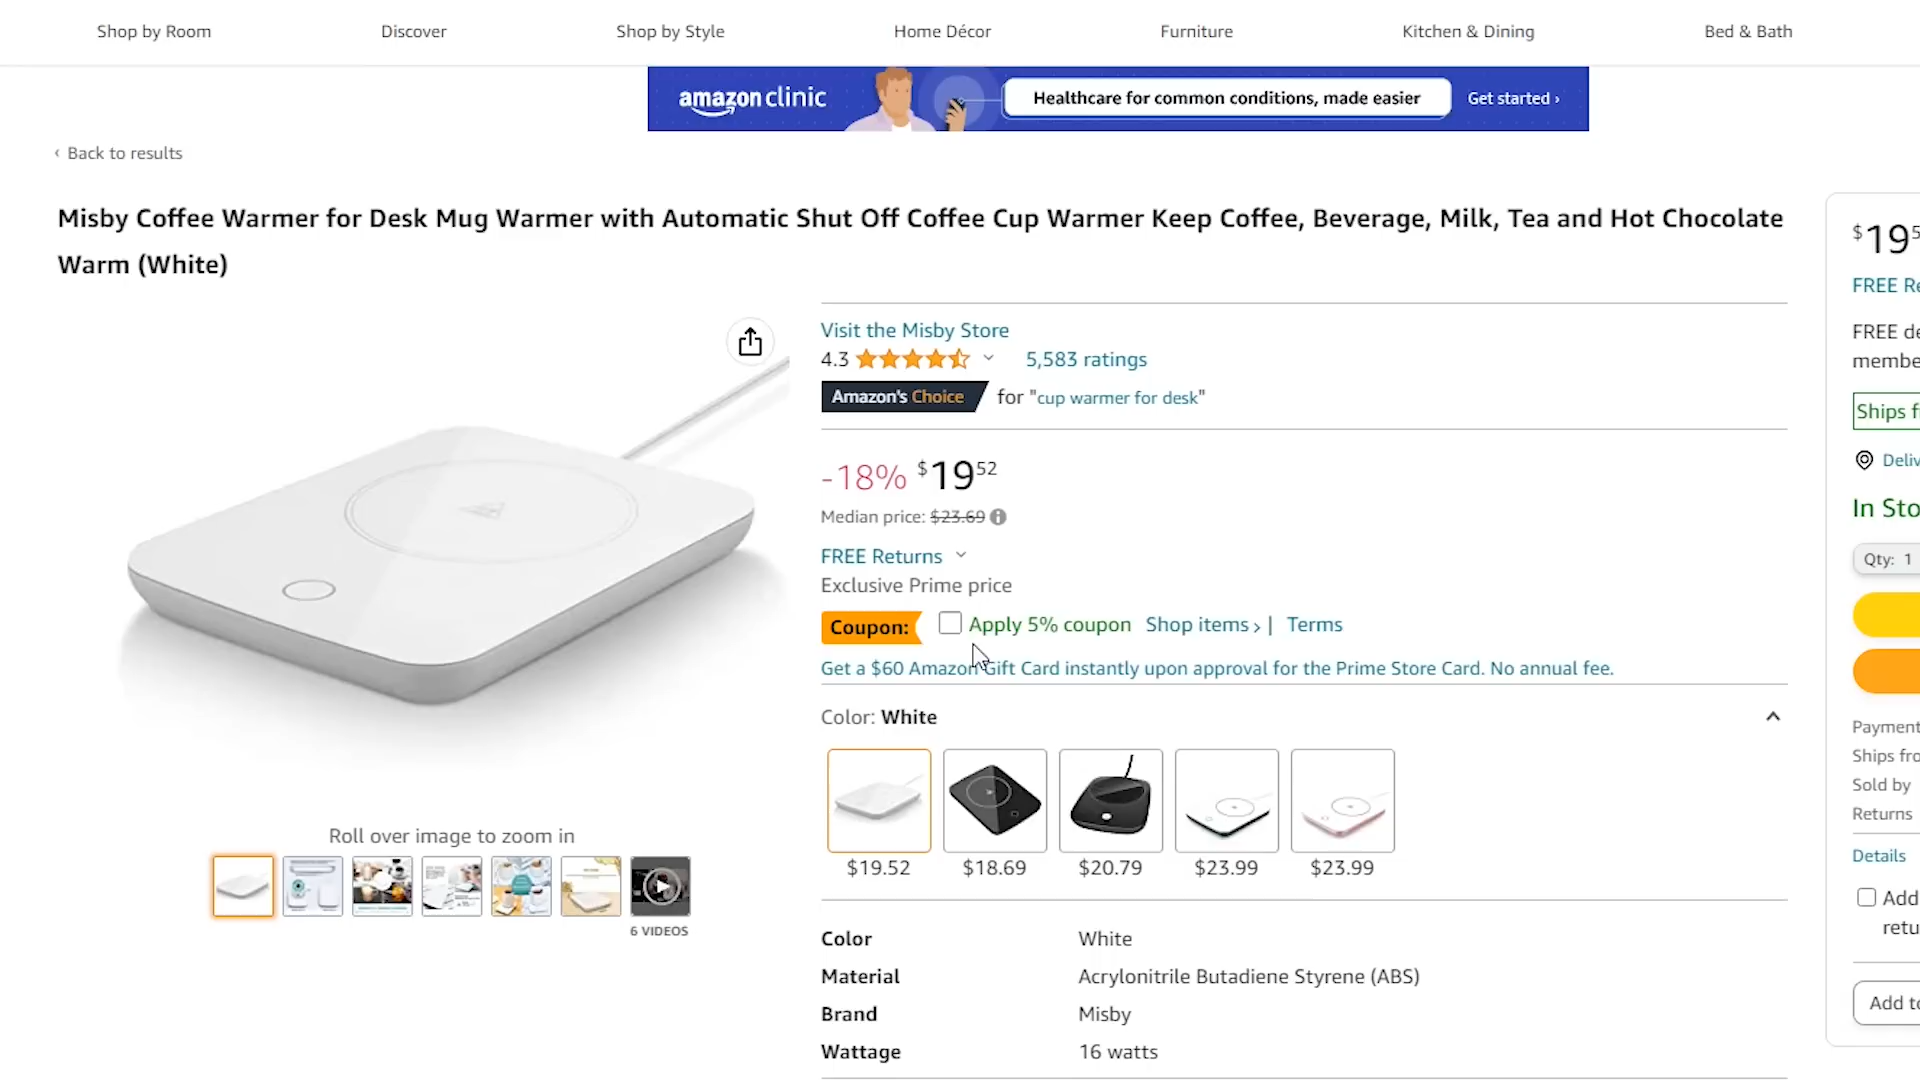 Shop by Room Discover Shop by Style Home Décor Furniture Kitchen & Dining Bed & Bath
amazon clinic Healthcare for common conditions, made easier Get started ›
‹ Back to results
Misby Coffee Warmer for Desk Mug Warmer with Automatic Shut Off Coffee Cup Warmer Keep Coffee, Beverage, Milk, Tea and Hot Chocolate
Warm (White)
Visit the Misby Store
4.3 5,583 ratings
Amazon's Choice for "cup warmer for desk"
-18% $19 52
Median price: $23.69
FREE Returns
Exclusive Prime price
Coupon: Apply 5% coupon Shop items › | Terms
Get a $60 Amazon Gift Card instantly upon approval for the Prime Store Card. No annual fee.
Color: White
$19.52 $18.69 $20.79 $23.99 $23.99
Color White
Material Acrylonitrile Butadiene Styrene (ABS)
Brand Misby
Wattage 16 watts
Roll over image to zoom in
6 VIDEOS
$19 5
FREE Re
FREE de
membe
Ships f
Deliv
In Sto
Qty: 1
Payment
Ships fro
Sold by
Returns
Details
Add
retu
Add to